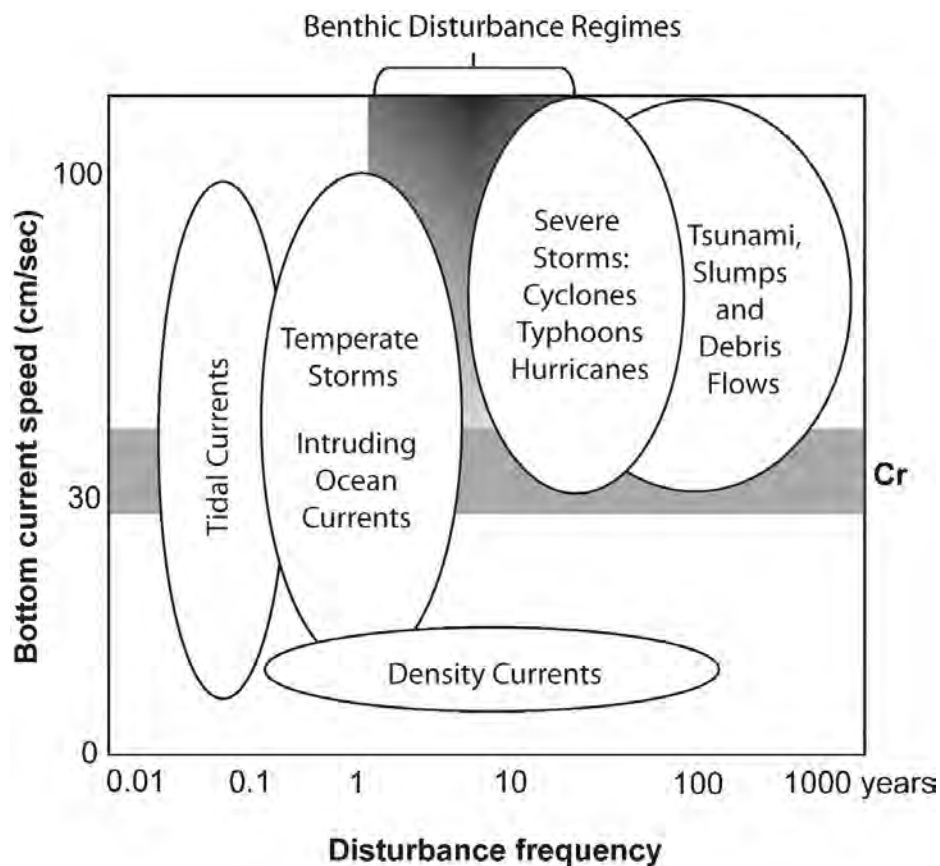 Benthic Disturbance Regimes
Bottom current speed (cm/sec)
100
30
0
Tidal Currents
Temperate
Storms
Intruding
Ocean
Currents
Severe
Storms:
Cyclones
Typhoons
Hurricanes
Tsunami,
Slumps
and
Debris
Flows
Cr
Density Currents
0.01 0.1 1 10 100 1000 years
Disturbance frequency